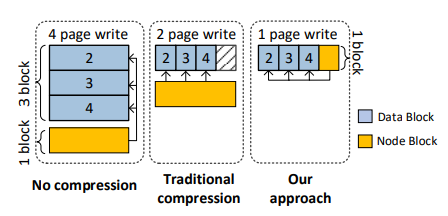 4 page write
2
3
4
3 block
1 block
No compression
2 page write
2 3 4
Traditional
compression
1 page write
2 3 4
1 block
Our
approach
Data Block
Node Block